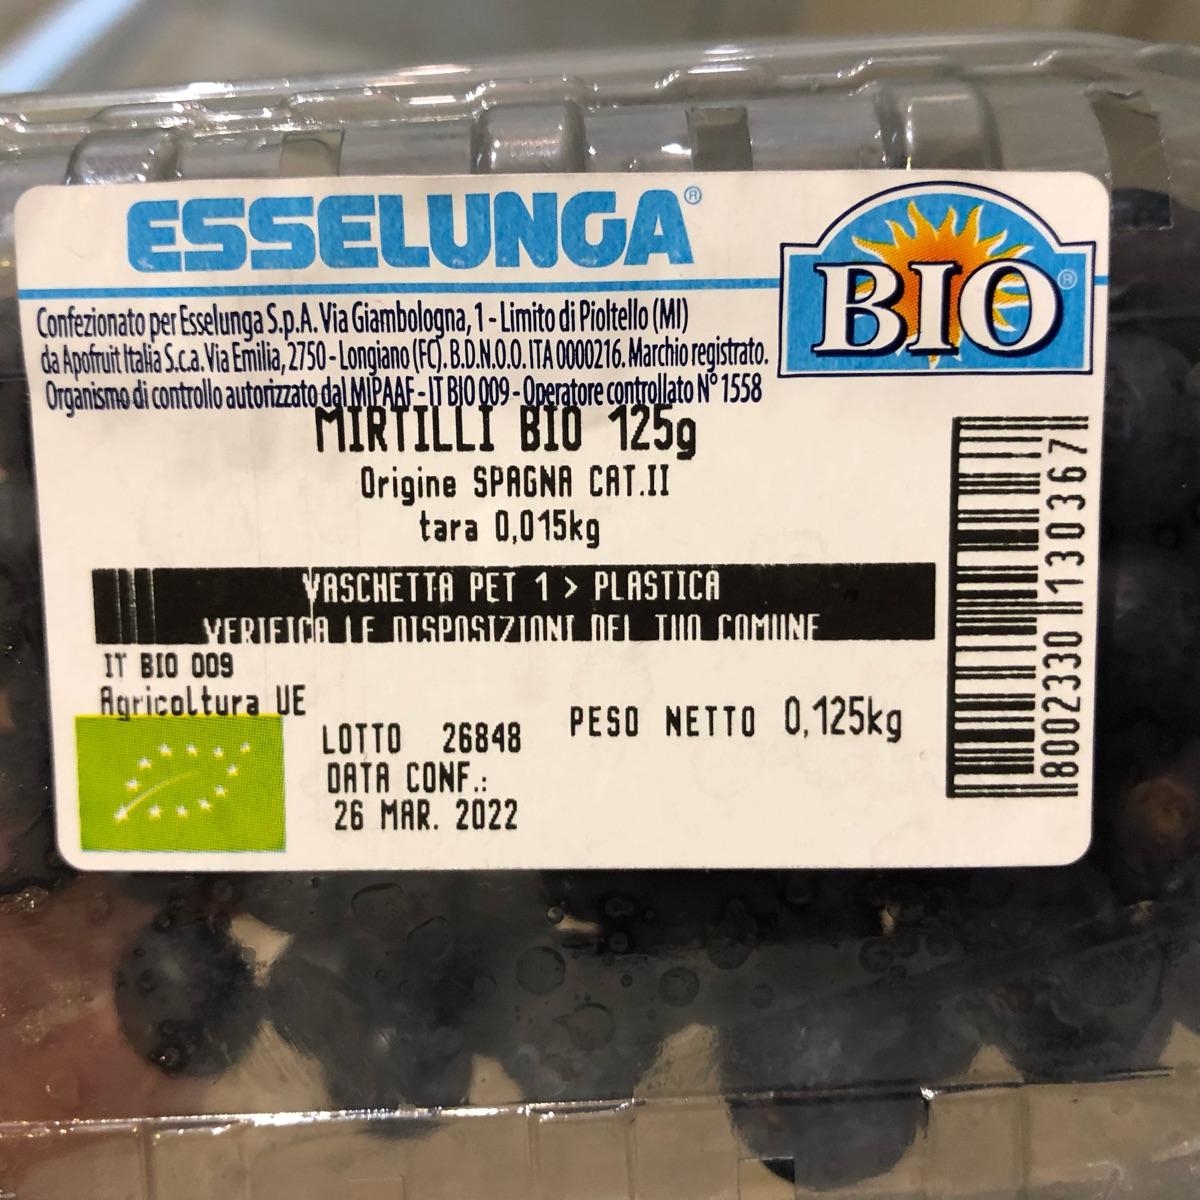 ESSELUNGA®
BIO®
Confezionato per Esselunga S.p.A. Via Giambologna, 1 - Limito di Pioltello (MI)
da Apofruit Italia S.c.a. Via Emilia, 2750 - Longiano (FC). B.D.N.O.O. ITA 0000216. Marchio registrato.
Organismo di controllo autorizzato dal MIPAAF - IT BIO 009 - Operatore controllato N° 1558
MIRTILLI BIO 125g
Origine SPAGNA CAT.II
tara 0,015kg
VASCHETTA PET 1 > PLASTICA
VERIFICA LE DISPOSIZIONI DEL TUO COMUNE
IT BIO 009
Agricoltura UE
LOTTO 26848
DATA CONF.:
26 MAR. 2022
PESO NETTO 0,125kg
8002330 130367